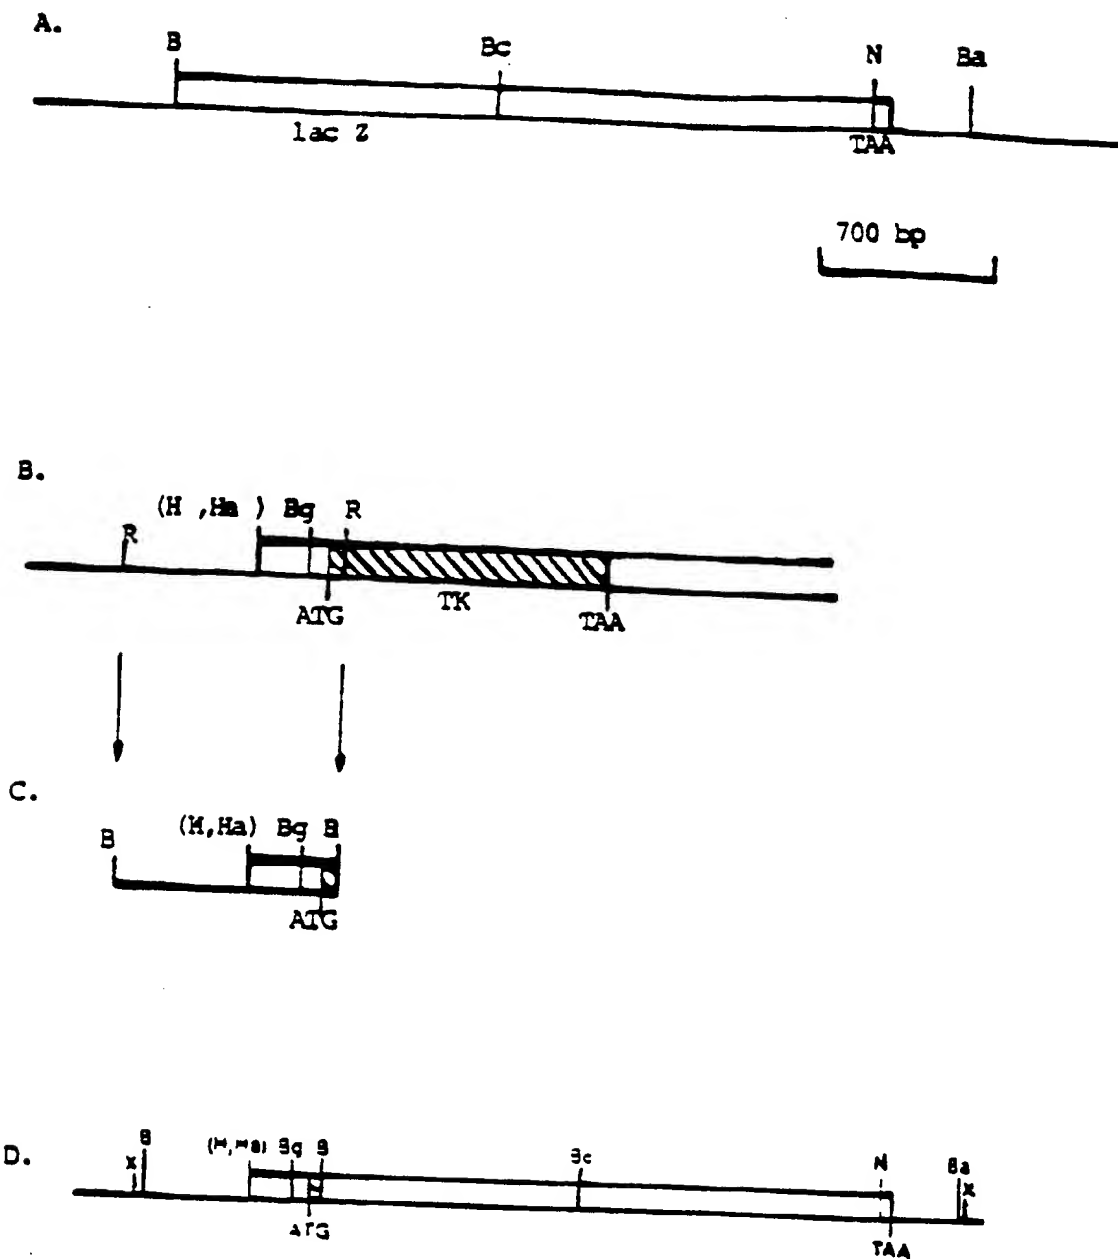 A.
B Bc N Ba
lac Z TAA
700 bp
B.
(H ,Ha ) Bg R
R
ATG TK TAA
C.
B (H,Ha) Bg B
ATG
D.
X B (H,Ha) Bg B Bc N Ba X
ATG TAA